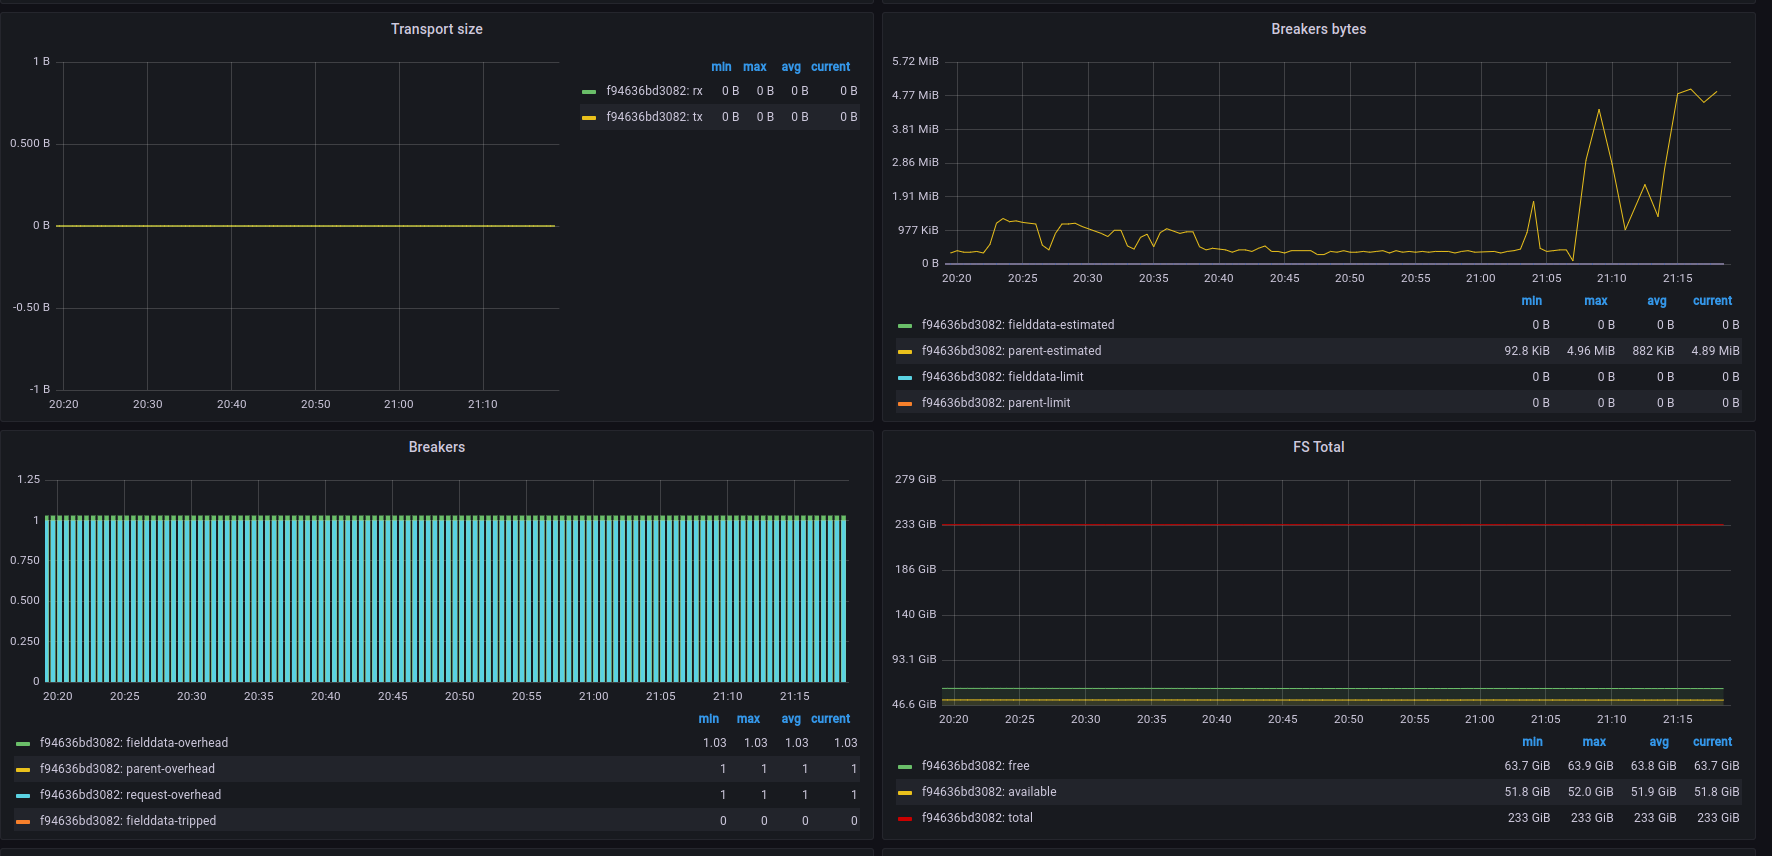 Transport size
1 B
0.500 B
0 B
-0.50 B
-1 B
20:20 20:30 20:40 20:50 21:00 21:10
min max avg current
f94636bd3082: rx 0 B 0 B 0 B 0 B
f94636bd3082: tx 0 B 0 B 0 B 0 B
Breakers bytes
5.72 MiB
4.77 MiB
3.81 MiB
2.86 MiB
1.91 MiB
977 KiB
0 B
20:20 20:25 20:30 20:35 20:40 20:45 20:50 20:55 21:00 21:05 21:10 21:15
min max avg current
f94636bd3082: fielddata-estimated 0 B 0 B 0 B 0 B
f94636bd3082: parent-estimated 92.8 KiB 4.96 MiB 882 KiB 4.89 MiB
f94636bd3082: fielddata-limit 0 B 0 B 0 B 0 B
f94636bd3082: parent-limit 0 B 0 B 0 B 0 B
Breakers
1.25
1
0.750
0.500
0.250
0
20:20 20:25 20:30 20:35 20:40 20:45 20:50 20:55 21:00 21:05 21:10 21:15
min max avg current
f94636bd3082: fielddata-overhead 1.03 1.03 1.03 1.03
f94636bd3082: parent-overhead 1 1 1 1
f94636bd3082: request-overhead 1 1 1 1
f94636bd3082: fielddata-tripped 0 0 0 0
FS Total
279 GiB
233 GiB
186 GiB
140 GiB
93.1 GiB
46.6 GiB
20:20 20:25 20:30 20:35 20:40 20:45 20:50 20:55 21:00 21:05 21:10 21:15
min max avg current
f94636bd3082: free 63.7 GiB 63.9 GiB 63.8 GiB 63.7 GiB
f94636bd3082: available 51.8 GiB 52.0 GiB 51.9 GiB 51.8 GiB
f94636bd3082: total 233 GiB 233 GiB 233 GiB 233 GiB